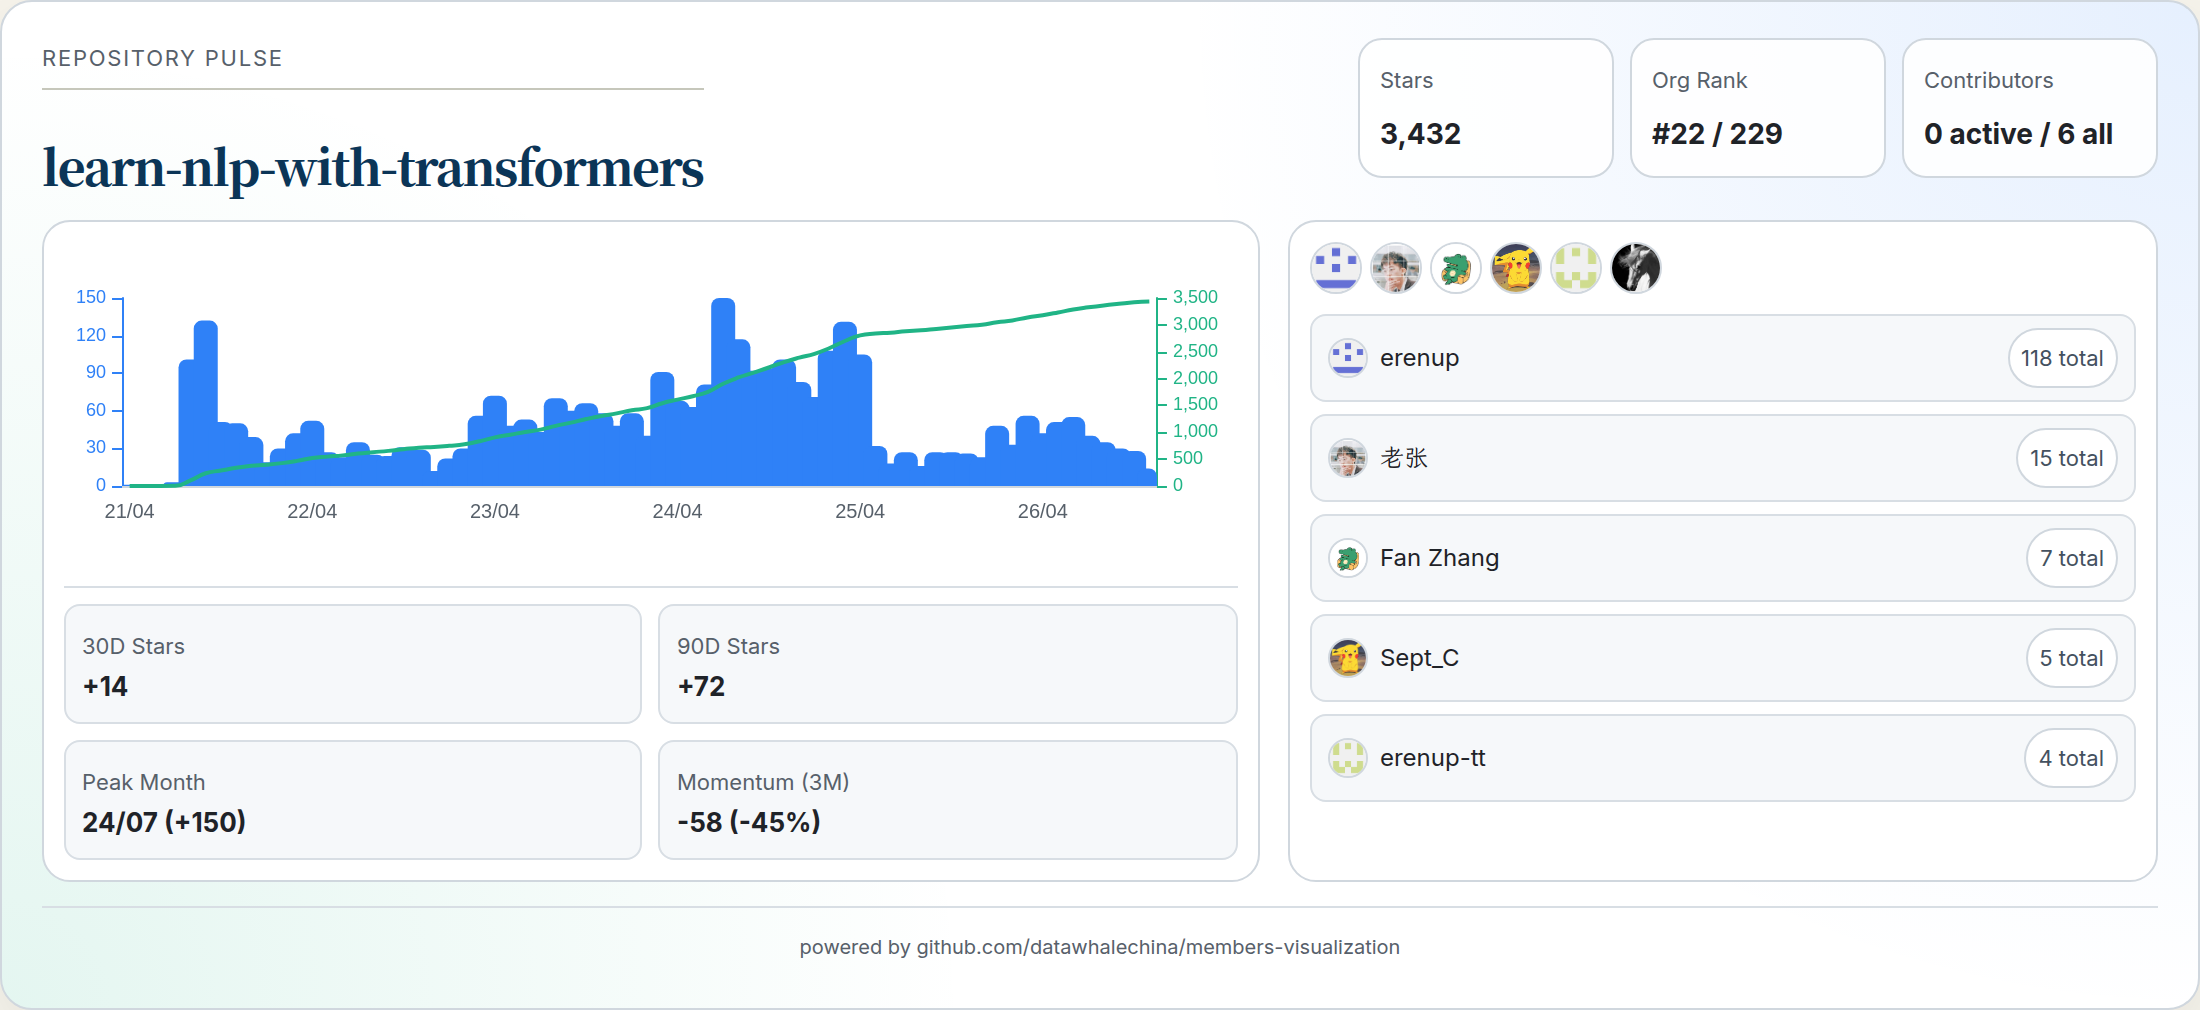 REPOSITORY PULSE
learn-nlp-with-transformers
Stars
3,432
Org Rank
#22 / 229
Contributors
0 active / 6 all
150
120
90
60
30
0
3,500
3,000
2,500
2,000
1,500
1,000
500
0
21/04 22/04 23/04 24/04 25/04 26/04
30D Stars
+14
90D Stars
+72
Peak Month
24/07 (+150)
Momentum (3M)
-58 (-45%)
erenup 118 total
老张 15 total
Fan Zhang 7 total
Sept_C 5 total
erenup-tt 4 total
powered by github.com/datawhalechina/members-visualization